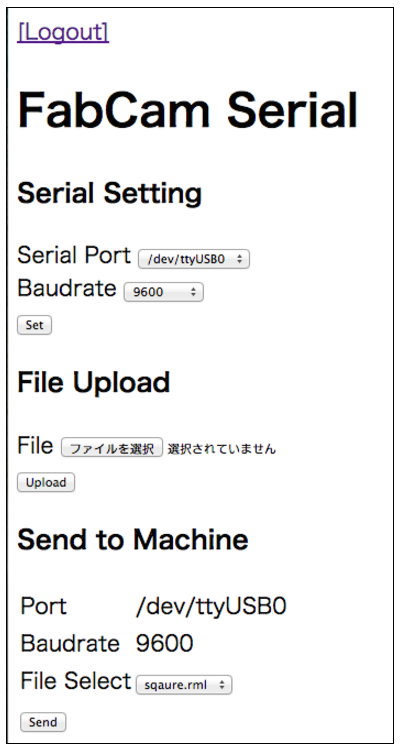 [Logout]
FabCam Serial
Serial Setting
Serial Port /dev/ttyUSB0
Baudrate 9600
Set
File Upload
File ファイルを選択 選択されていません
Upload
Send to Machine
Port /dev/ttyUSB0
Baudrate 9600
File Select sqaure.rml
Send